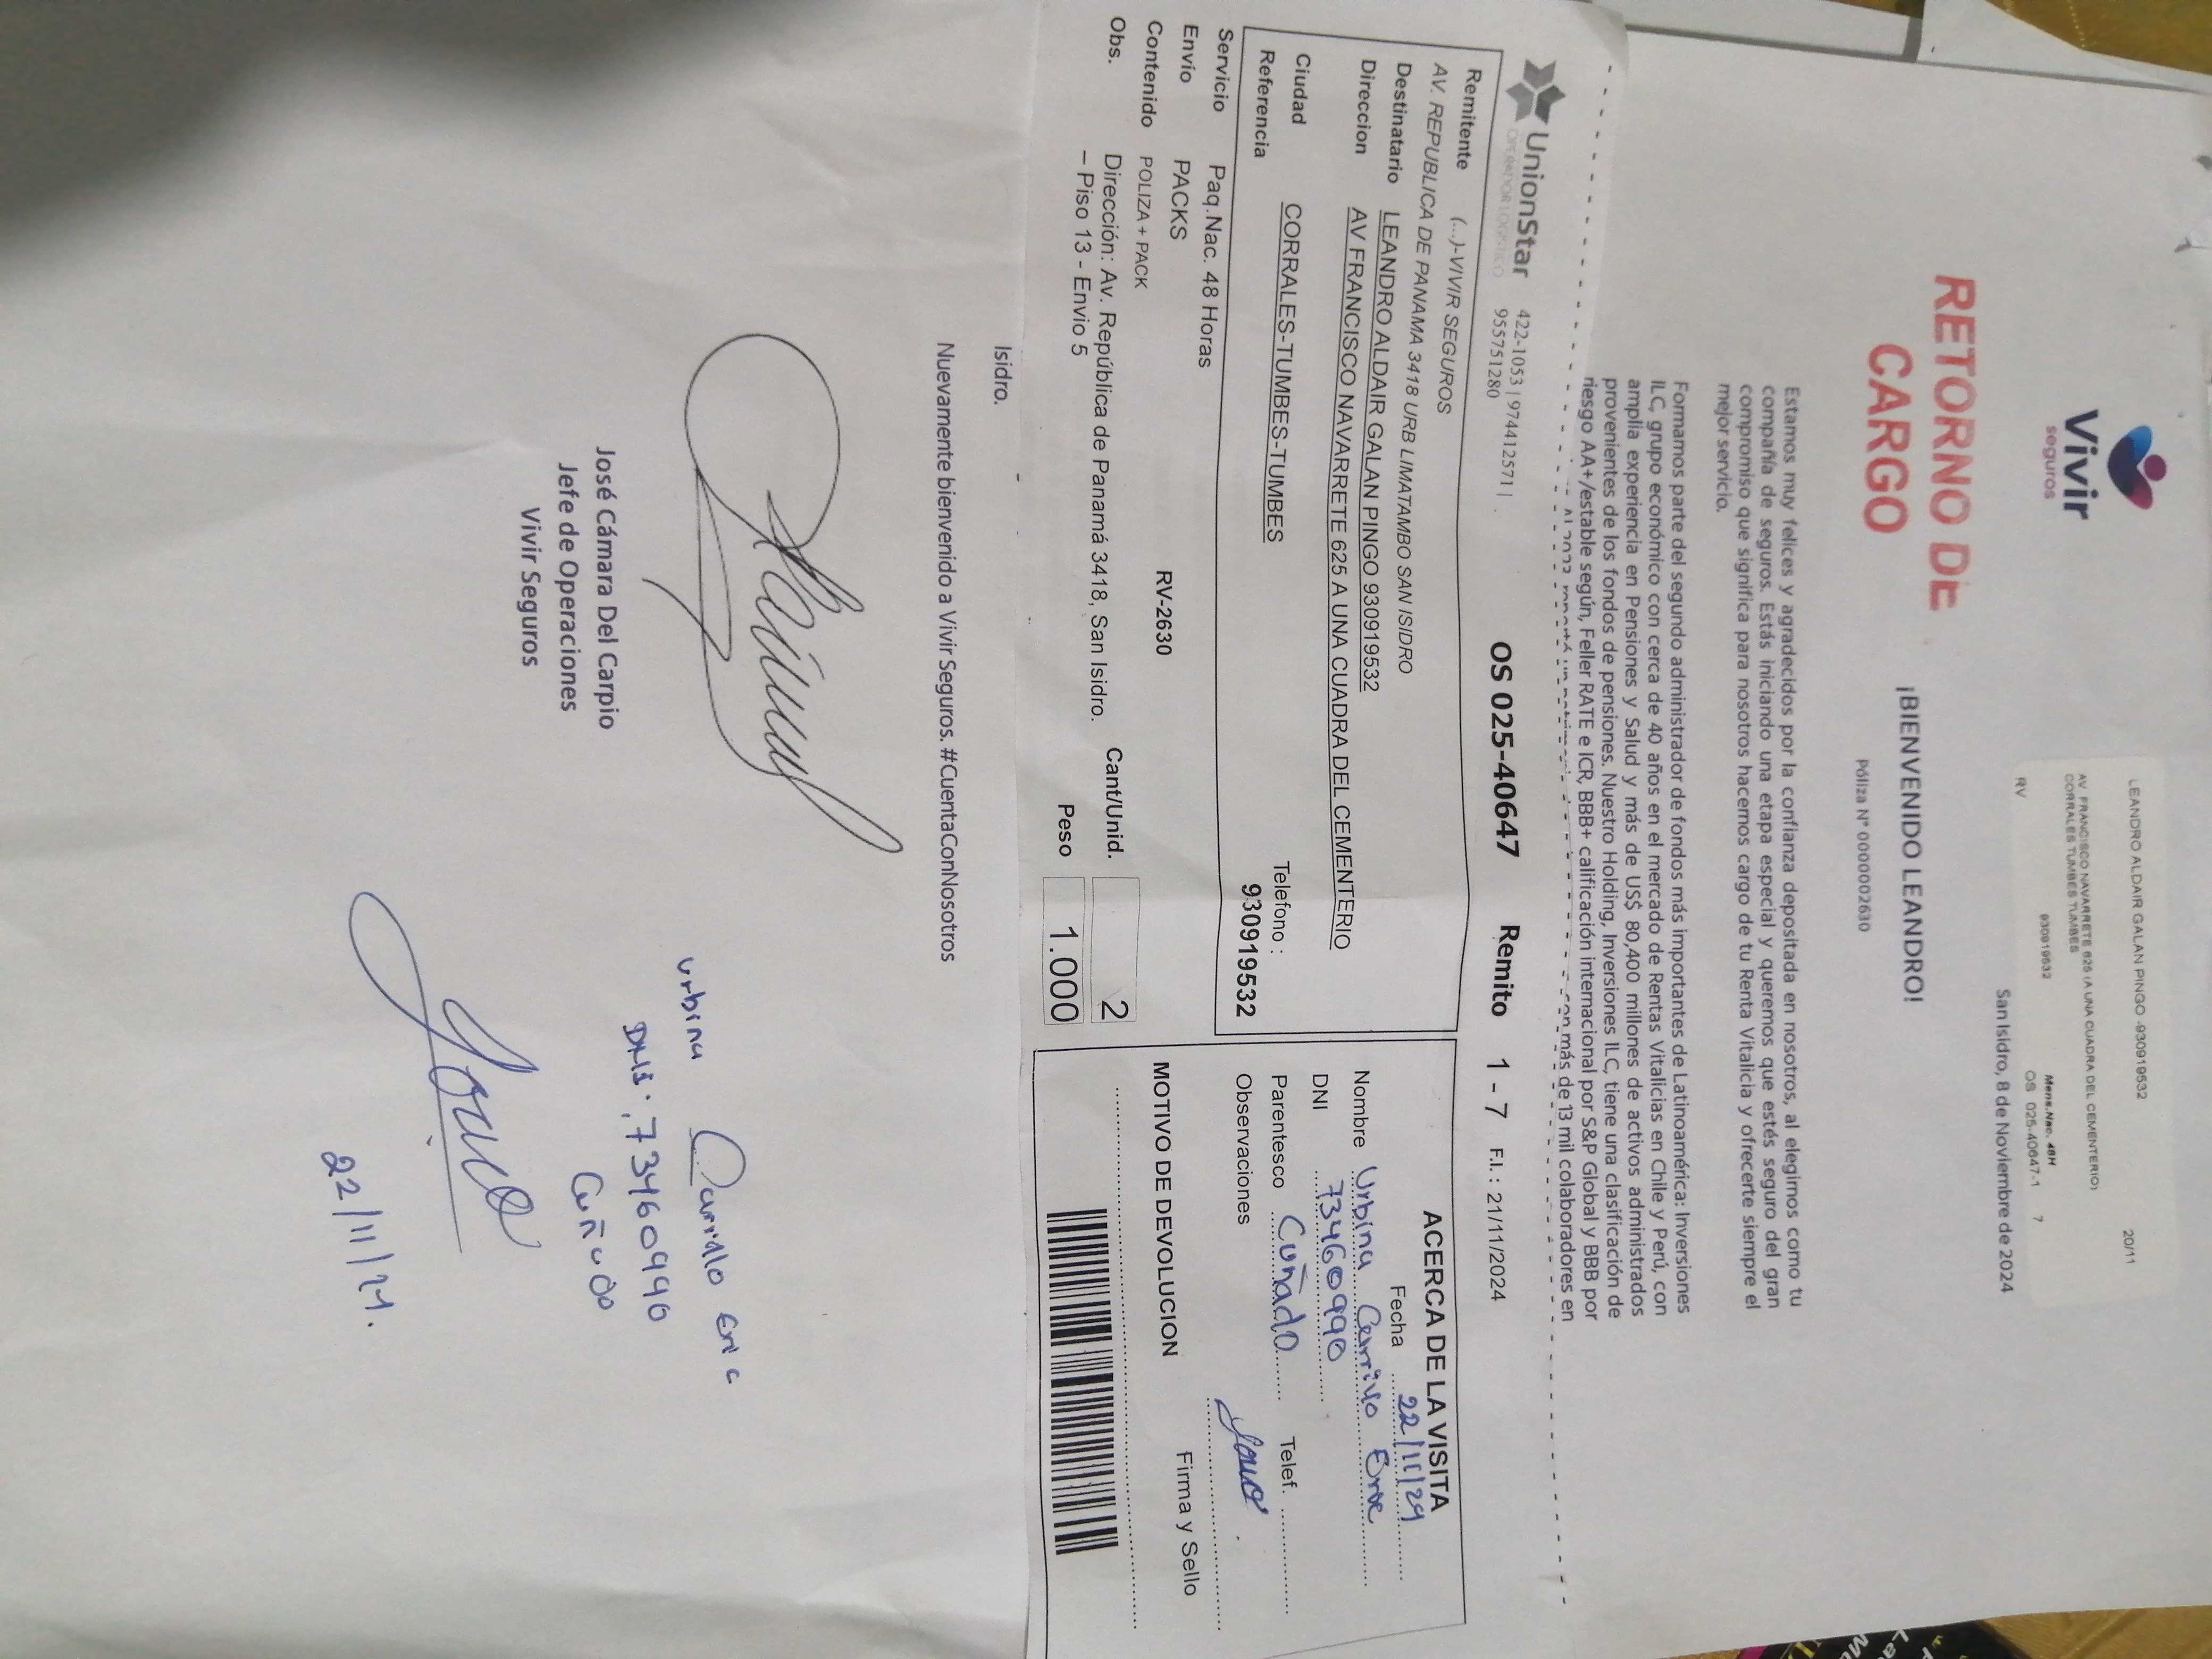 Vivir
seguros
LEANDRO ALDAIR GALAN PINGO -930919532
20/11
AV. FRANCISCO NAVARRETE 625 (A UNA CUADRA DEL CEMENTERIO)
CORRALES TUMBES TUMBES
930919532
Mens.Nac. 48H
RV
OS 025-40647-1
7
San Isidro, 8 de Noviembre de 2024
RETORNO DE
CARGO
¡BIENVENIDO LEANDRO!
Póliza N° 0000002630
Estamos muy felices y agradecidos por la confianza depositada en nosotros, al elegirnos como tu
compañía de seguros. Estás iniciando una etapa especial y queremos que estés seguro del gran
compromiso que significa para nosotros hacernos cargo de tu Renta Vitalicia y ofrecerte siempre el
mejor servicio.
Formamos parte del segundo administrador de fondos más importantes de Latinoamérica: Inversiones
ILC, grupo económico con cerca de 40 años en el mercado de Rentas Vitalicias en Chile y Perú, con
amplia experiencia en Pensiones y Salud y más de US$ 80,400 millones de activos administrados
provenientes de los fondos de pensiones. Nuestro Holding, Inversiones ILC, tiene una clasificación de
riesgo AA+/estable según, Feller RATE e ICR, BBB+ calificación internacional por S&P Global y BBB por
con más de 13 mil colaboradores en
UnionStar
OPERADOR LOGISTICO
422-1053 | 974412571 |
955751280
OS 025-40647 Remito 1 - 7 F.I. : 21/11/2024
Remitente (...)-VIVIR SEGUROS
AV. REPUBLICA DE PANAMA 3418 URB LIMATAMBO SAN ISIDRO
Destinatario LEANDRO ALDAIR GALAN PINGO 930919532
Direccion AV FRANCISCO NAVARRETE 625 A UNA CUADRA DEL CEMENTERIO
Ciudad CORRALES-TUMBES-TUMBES
Telefono :
Referencia
930919532
Servicio Paq.Nac. 48 Horas
Envío PACKS
RV-2630
Contenido POLIZA + PACK
Obs. Dirección: Av. República de Panamá 3418, San Isidro.
– Piso 13 - Envio 5
Cant/Unid. 2
Peso 1.000
ACERCA DE LA VISITA
Fecha 22/11/24
Nombre Urbina Carrillo
DNI 73460990
Parentesco Cuñado Telef.
Observaciones
MOTIVO DE DEVOLUCION Firma y Sello
Isidro.
Nuevamente bienvenido a Vivir Seguros. #CuentaConNosotros
José Cámara Del Carpio
Jefe de Operaciones
Vivir Seguros
Urbina Carrillo
DNI: 73460990
Cuñado
22/11/24.